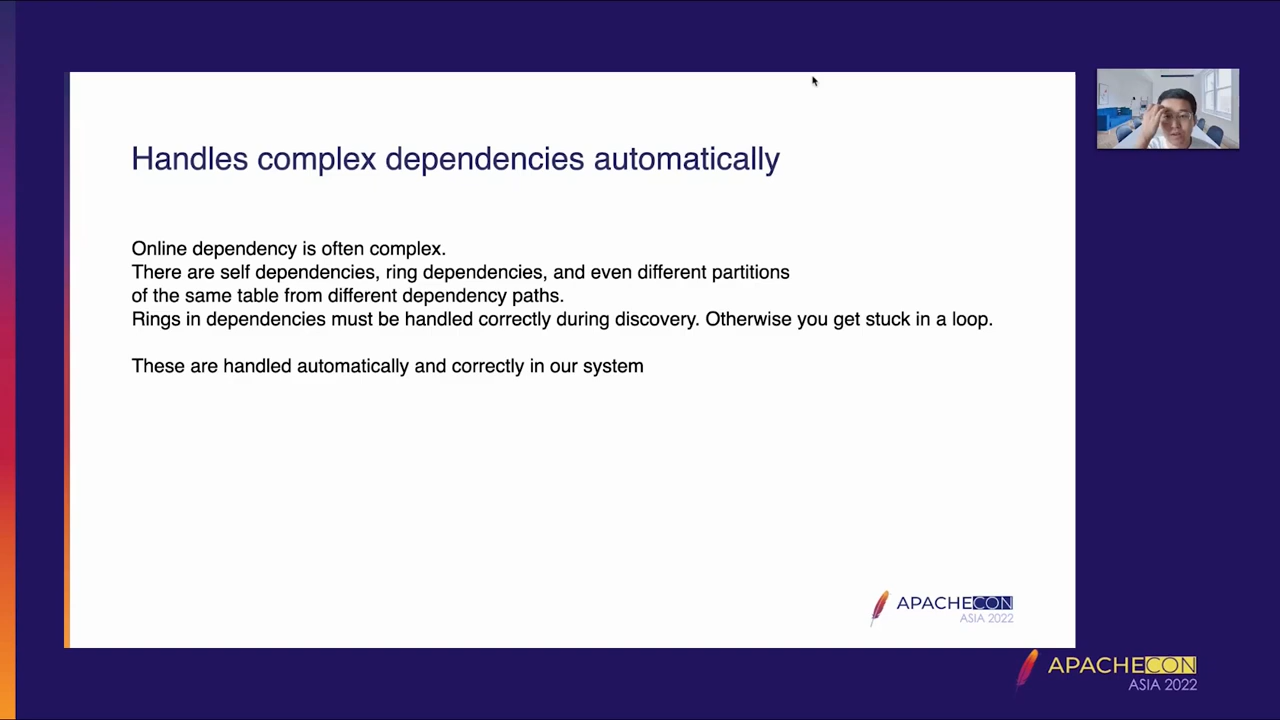 Handles complex dependencies automatically
Online dependency is often complex.
There are self dependencies, ring dependencies, and even different partitions
of the same table from different dependency paths.
Rings in dependencies must be handled correctly during discovery. Otherwise you get stuck in a loop.
These are handled automatically and correctly in our system
APACHECON
ASIA 2022
APACHECON
ASIA 2022